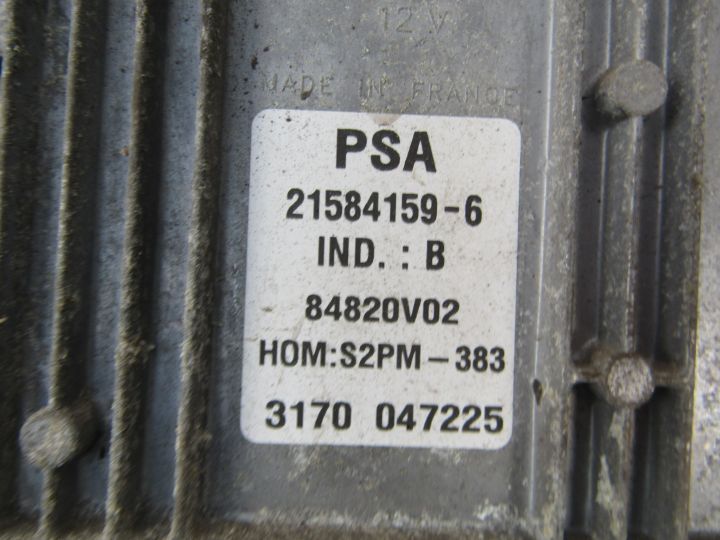 12 V
MADE IN FRANCE
PSA
21584159-6
IND. : B
84820V02
HOM:S2PM-383
3170 047225